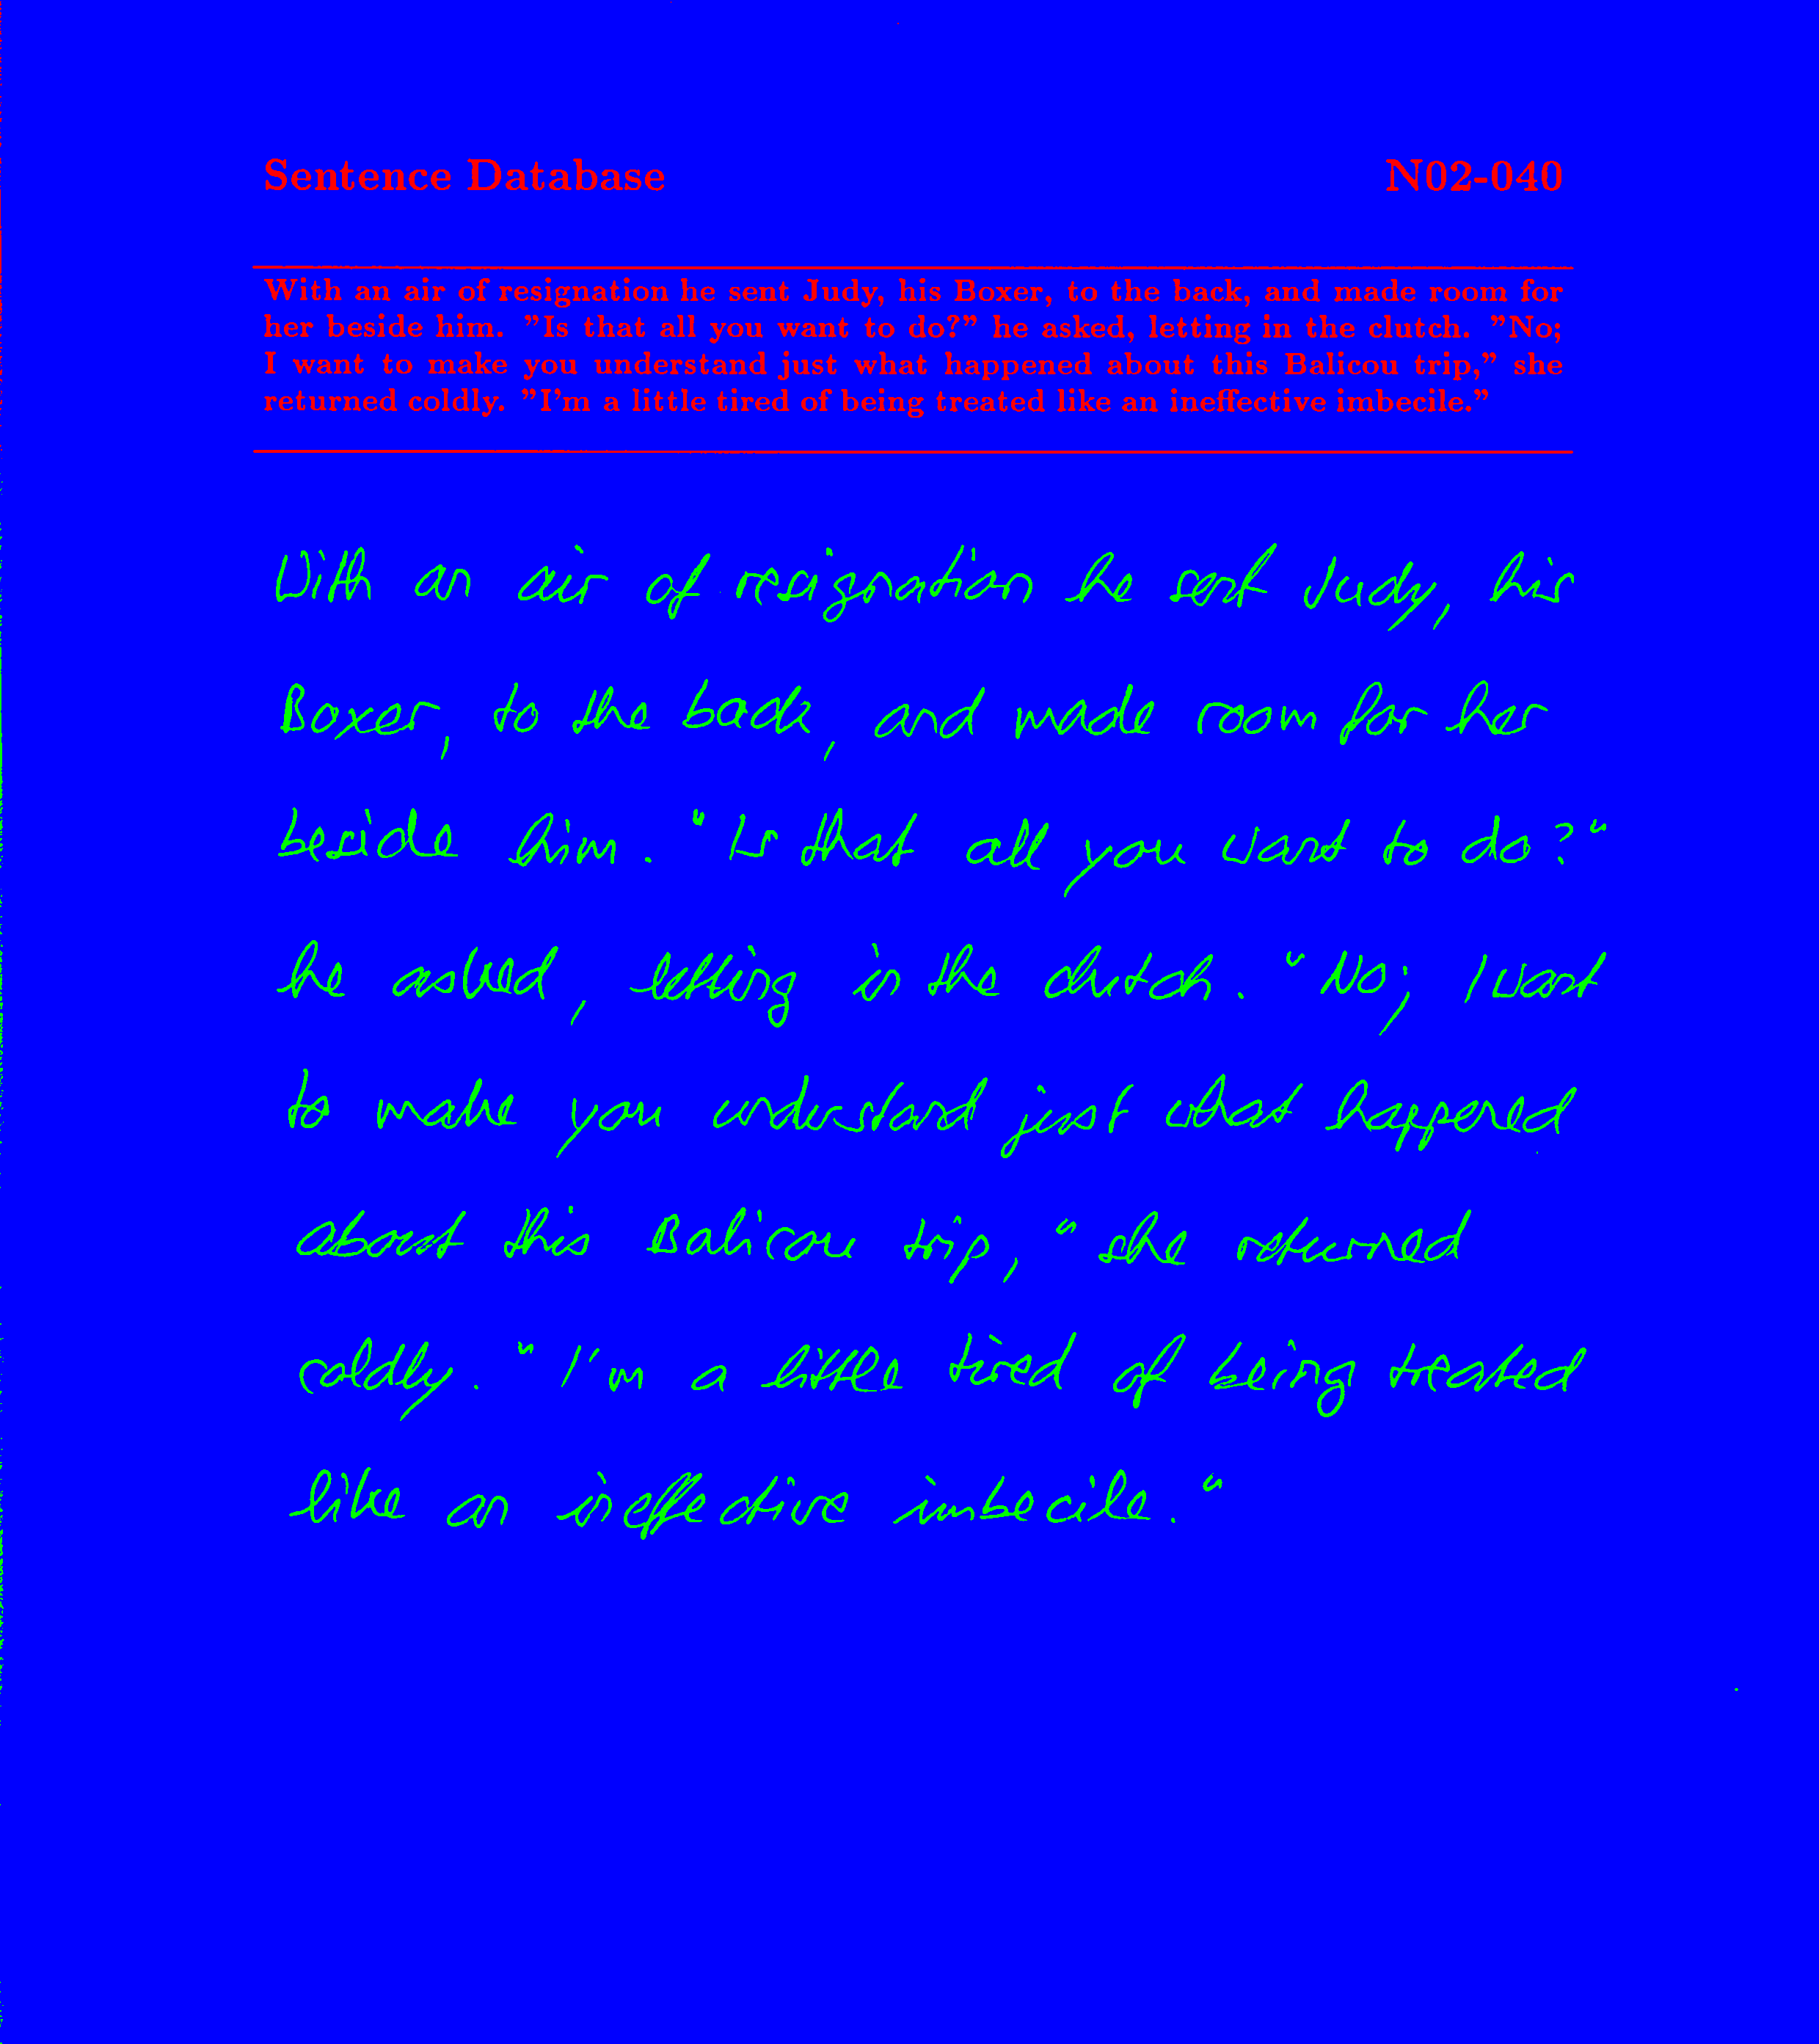 Sentence Database N02-040
With an air of resignation he sent Judy, his Boxer, to the back, and made room for
her beside him. "Is that all you want to do?" he asked, letting in the clutch. "No;
I want to make you understand just what happened about this Balicou trip," she
returned coldly. "I'm a little tired of being treated like an ineffective imbecile."
With an air of resignation he sent Judy, his
Boxer, to the back, and made room for her
beside him. "Is that all you want to do?"
he asked, letting in the clutch. "No; I want
to make you understand just what happened
about this Balicou trip," she returned
coldly. "I'm a little tired of being treated
like an ineffective imbecile."